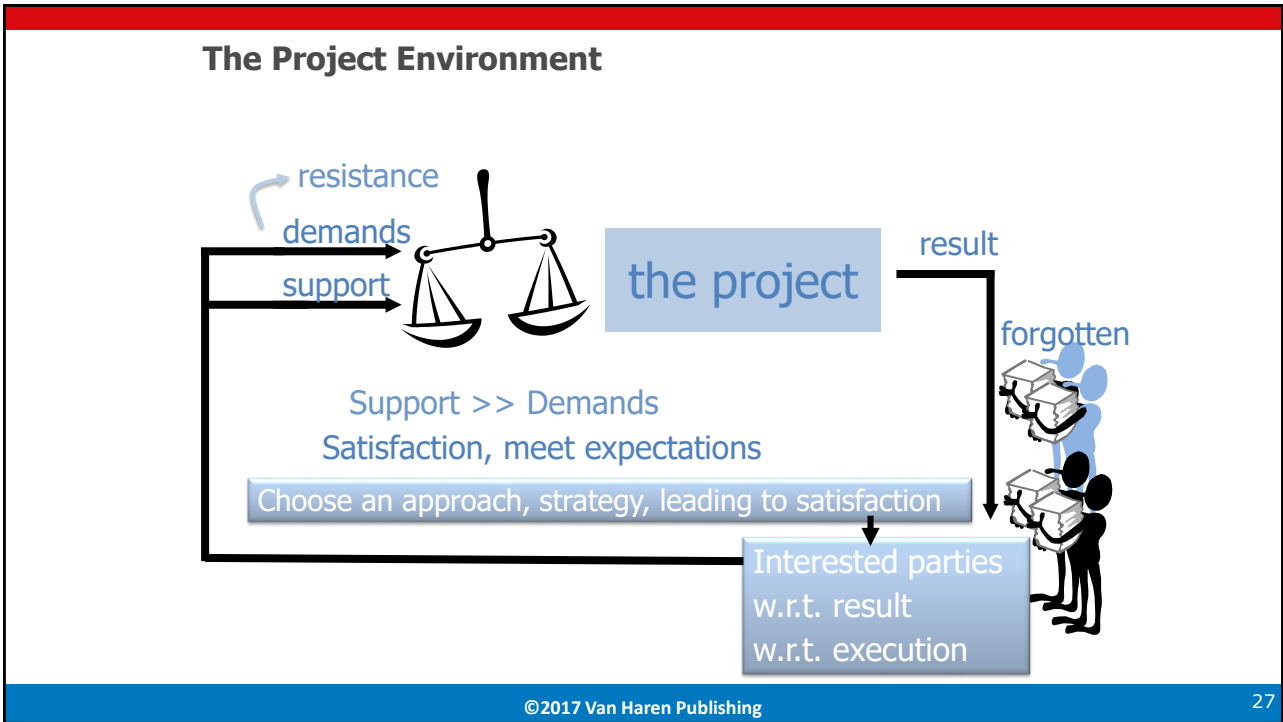 The Project Environment
resistance
demands
support
the project
result
forgotten
Support >> Demands
Satisfaction, meet expectations
Choose an approach, strategy, leading to satisfaction
Interested parties
w.r.t. result
w.r.t. execution
©2017 Van Haren Publishing
27